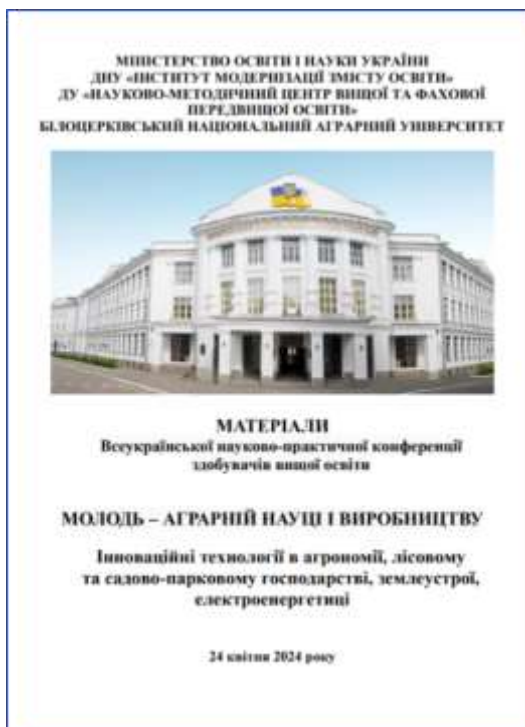 МІНІСТЕРСТВО ОСВІТИ І НАУКИ УКРАЇНИ
ДНУ «ІНСТИТУТ МОДЕРНІЗАЦІЇ ЗМІСТУ ОСВІТИ»
ДУ «НАУКОВО-МЕТОДИЧНИЙ ЦЕНТР ВИЩОЇ ТА ФАХОВОЇ
ПЕРЕДВИЩОЇ ОСВІТИ»
БІЛОЦЕРКІВСЬКИЙ НАЦІОНАЛЬНИЙ АГРАРНИЙ УНІВЕРСИТЕТ
МАТЕРІАЛИ
Всеукраїнської науково-практичної конференції
здобувачів вищої освіти
МОЛОДЬ – АГРАРНІЙ НАУЦІ І ВИРОБНИЦТВУ
Інноваційні технології в агрономії, лісовому
та садово-парковому господарстві, землеустрої,
електроенергетиці
24 квітня 2024 року